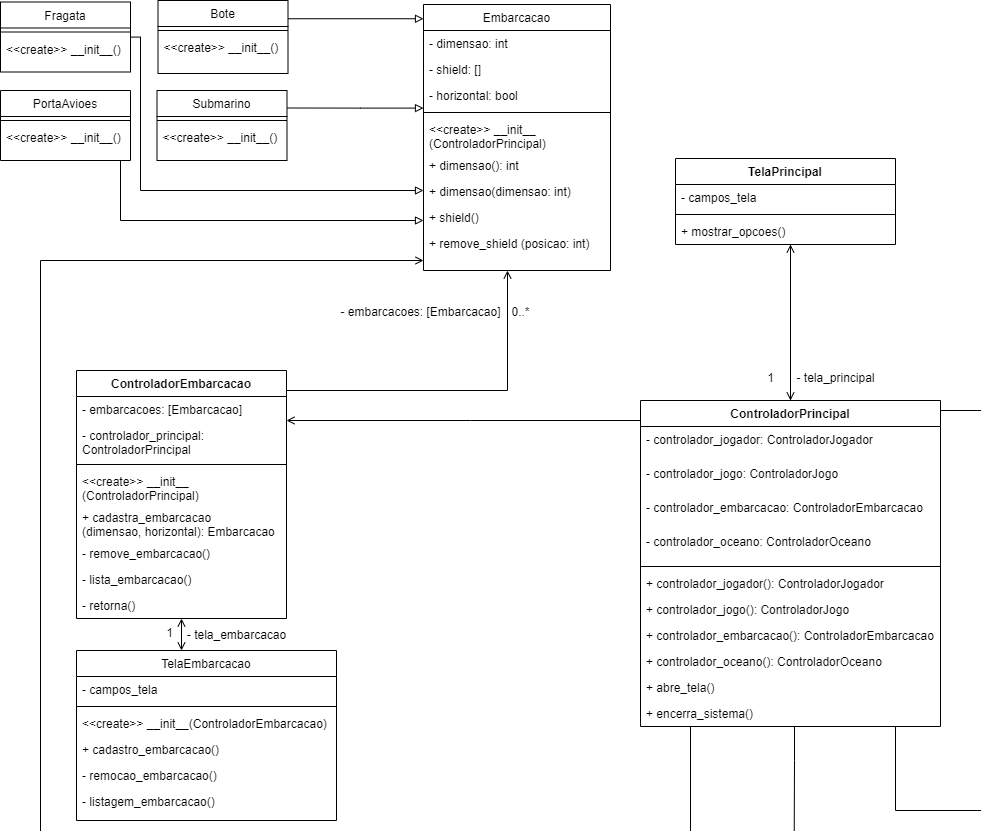 Fragata
<<create>> __init__()
Bote
<<create>> __init__()
PortaAvioes
<<create>> __init__()
Submarino
<<create>> __init__()
Embarcacao
- dimensao: int
- shield: []
- horizontal: bool
<<create>> __init__
(ControladorPrincipal)
+ dimensao(): int
+ dimensao(dimensao: int)
+ shield()
+ remove_shield (posicao: int)
TelaPrincipal
- campos_tela
+ mostrar_opcoes()
- embarcacoes: [Embarcacao]
0..*
1
- tela_principal
ControladorEmbarcacao
- embarcacoes: [Embarcacao]
- controlador_principal:
ControladorPrincipal
<<create>> __init__
(ControladorPrincipal)
+ cadastra_embarcacao
(dimensao, horizontal): Embarcacao
- remove_embarcacao()
- lista_embarcacao()
- retorna()
1
- tela_embarcacao
TelaEmbarcacao
- campos_tela
<<create>> __init__(ControladorEmbarcacao)
+ cadastro_embarcacao()
- remocao_embarcacao()
- listagem_embarcacao()
ControladorPrincipal
- controlador_jogador: ControladorJogador
- controlador_jogo: ControladorJogo
- controlador_embarcacao: ControladorEmbarcacao
- controlador_oceano: ControladorOceano
+ controlador_jogador(): ControladorJogador
+ controlador_jogo(): ControladorJogo
+ controlador_embarcacao(): ControladorEmbarcacao
+ controlador_oceano(): ControladorOceano
+ abre_tela()
+ encerra_sistema()